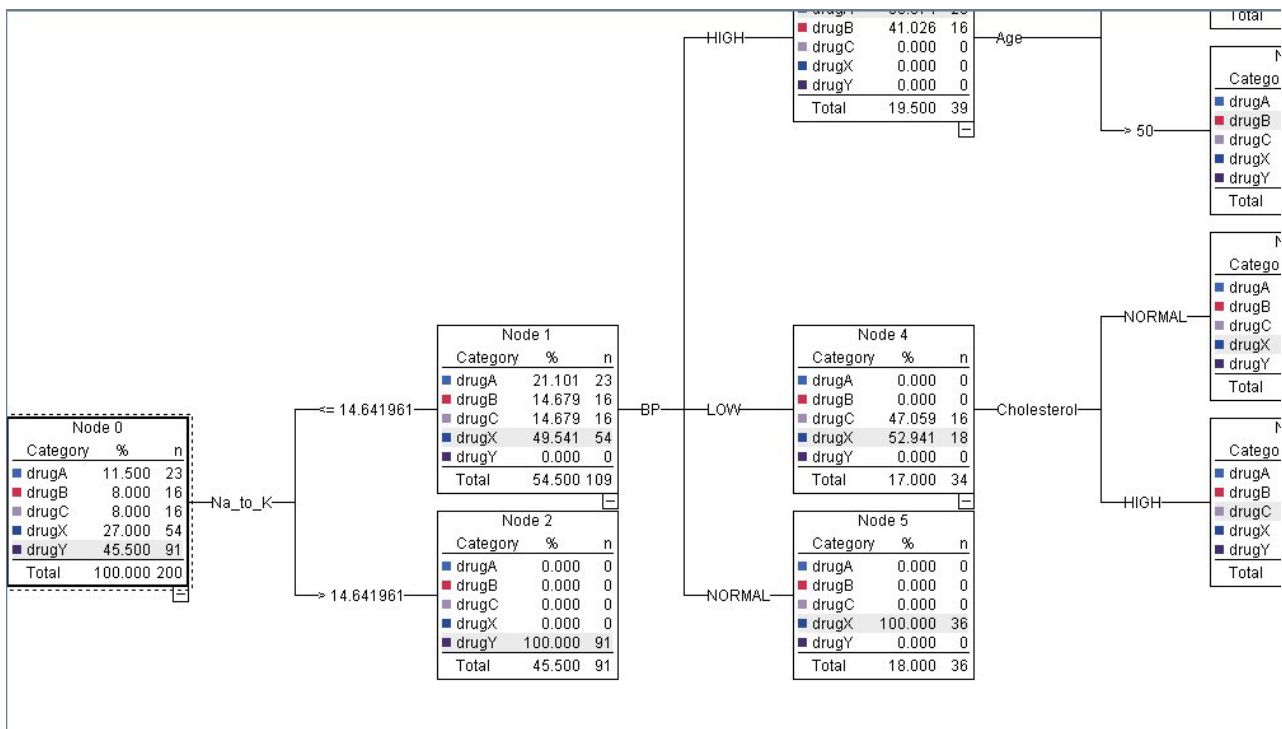 Total
drugB 41.026 16
drugC 0.000 0
drugX 0.000 0
drugY 0.000 0
Total 19.500 39
HIGH
Age
> 50
Catego
drugA
drugB
drugC
drugX
drugY
Total
Node 0
Category % n
drugA 11.500 23
drugB 8.000 16
drugC 8.000 16
drugX 27.000 54
drugY 45.500 91
Total 100.000 200
Na_to_K
<= 14.641961
> 14.641961
Node 1
Category % n
drugA 21.101 23
drugB 14.679 16
drugC 14.679 16
drugX 49.541 54
drugY 0.000 0
Total 54.500 109
Node 2
Category % n
drugA 0.000 0
drugB 0.000 0
drugC 0.000 0
drugX 0.000 0
drugY 100.000 91
Total 45.500 91
BP
LOW
NORMAL
Node 4
Category % n
drugA 0.000 0
drugB 0.000 0
drugC 47.059 16
drugX 52.941 18
drugY 0.000 0
Total 17.000 34
Node 5
Category % n
drugA 0.000 0
drugB 0.000 0
drugC 0.000 0
drugX 100.000 36
drugY 0.000 0
Total 18.000 36
Cholesterol
NORMAL
HIGH
Catego
drugA
drugB
drugC
drugX
drugY
Total
Catego
drugA
drugB
drugC
drugX
drugY
Total